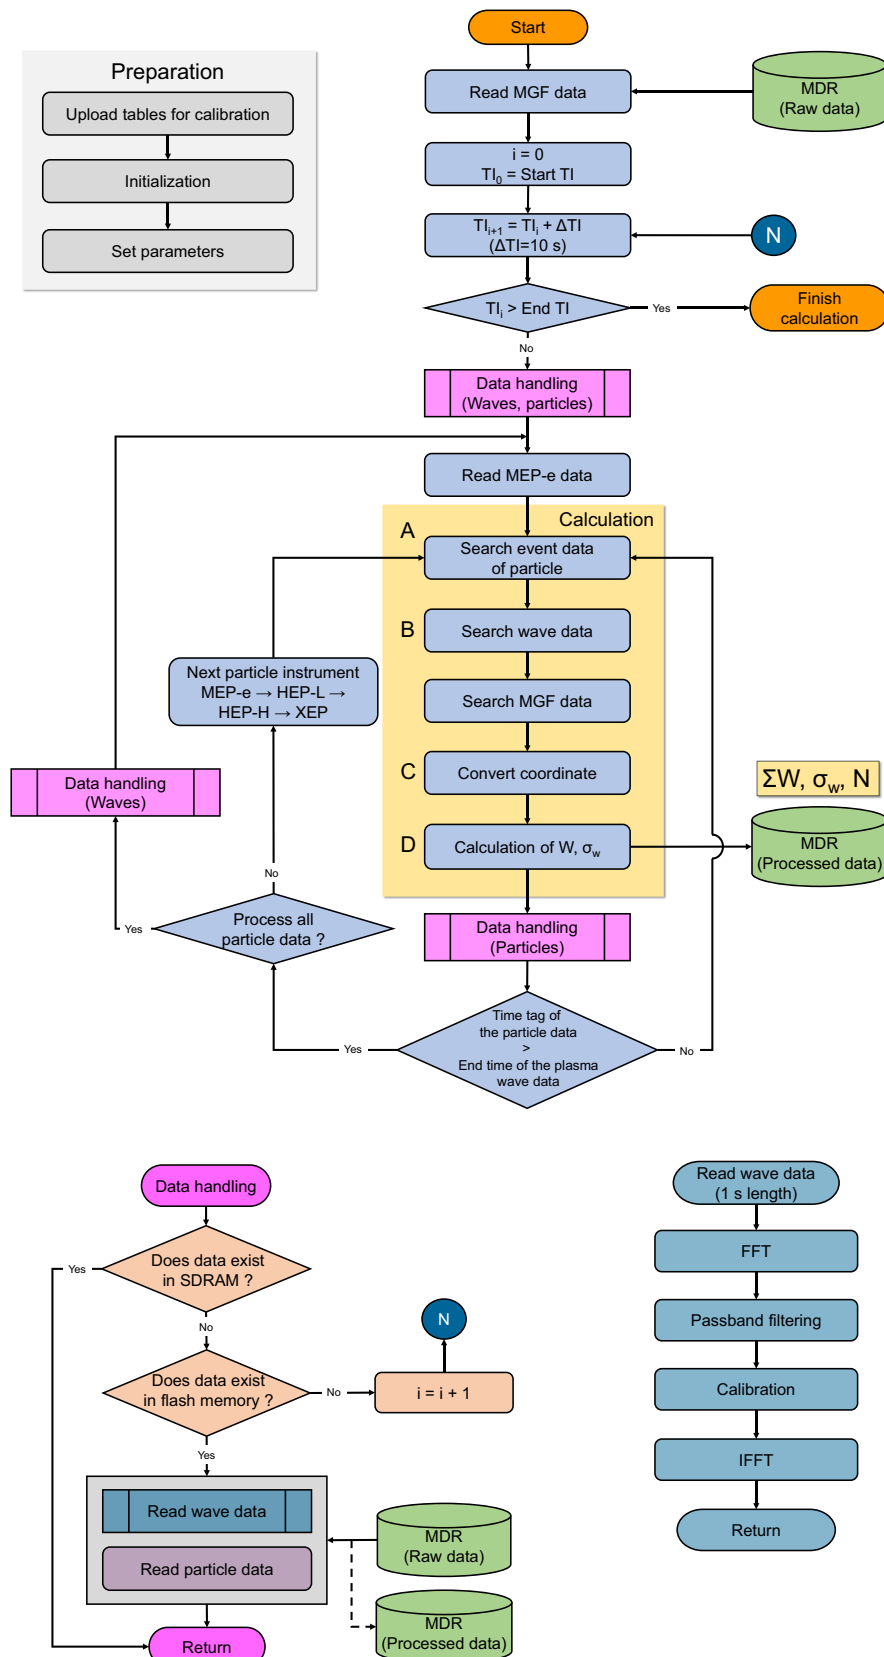 Start
Preparation
Upload tables for calibration
Initialization
Set parameters
Read MGF data
MDR
(Raw data)
i = 0
TI₀ = Start TI
TIᵢ₊₁ = TIᵢ + ΔTI
(ΔTI=10 s)
N
TIᵢ > End TI
Yes
Finish
calculation
No
Data handling
(Waves, particles)
Read MEP-e data
Calculation
A
Search event data
of particle
B
Search wave data
Next particle instrument
MEP-e → HEP-L →
HEP-H → XEP
Search MGF data
Data handling
(Waves)
C
Convert coordinate
ΣW, σ_w, N
D
Calculation of W, σ_w
MDR
(Processed data)
No
Process all
particle data ?
Yes
Data handling
(Particles)
Time tag of
the particle data
>
End time of the plasma
wave data
Yes
No
Data handling
Does data exist
in SDRAM ?
Yes
No
N
Does data exist
in flash memory ?
No
i = i + 1
Yes
Read wave data
Read particle data
MDR
(Raw data)
MDR
(Processed data)
Return
Read wave data
(1 s length)
FFT
Passband filtering
Calibration
IFFT
Return